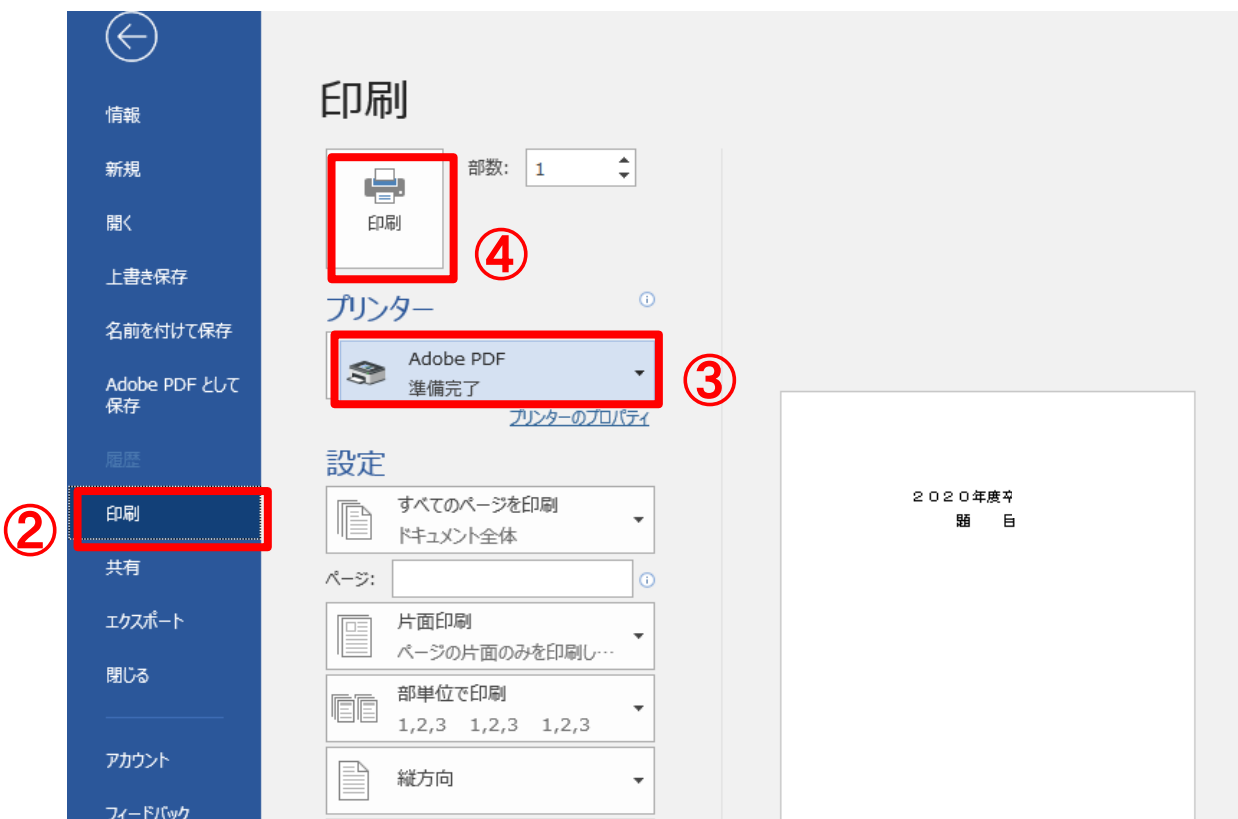 情報
新規
開く
上書き保存
名前を付けて保存
Adobe PDF として
保存
履歴
②
印刷
共有
エクスポート
閉じる
アカウント
フィードバック
印刷
部数: 1
印刷
④
プリンター
Adobe PDF
準備完了
③
プリンターのプロパティ
設定
すべてのページを印刷
ドキュメント全体
ページ:
片面印刷
ページの片面のみを印刷し…
部単位で印刷
1,2,3 1,2,3 1,2,3
縦方向
2020年度卒
題 目